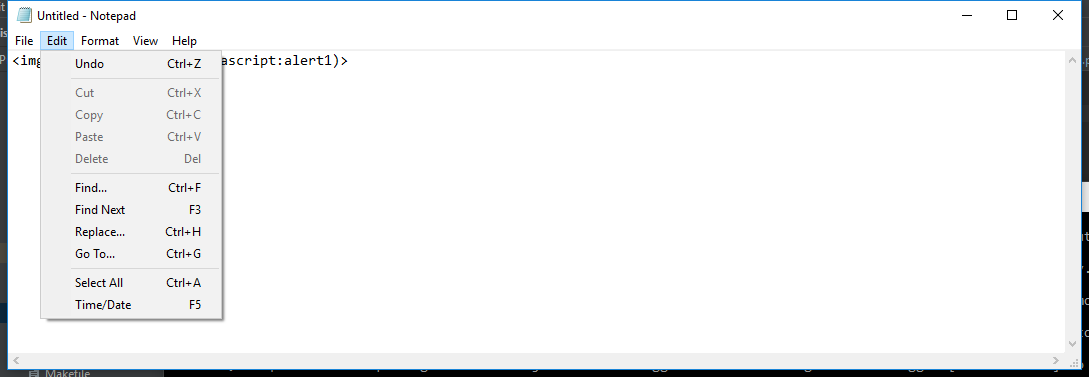 Untitled - Notepad
File Edit Format View Help
<img ascript:alert1)>
Undo Ctrl+Z
Cut Ctrl+X
Copy Ctrl+C
Paste Ctrl+V
Delete Del
Find... Ctrl+F
Find Next F3
Replace... Ctrl+H
Go To... Ctrl+G
Select All Ctrl+A
Time/Date F5
Makefile